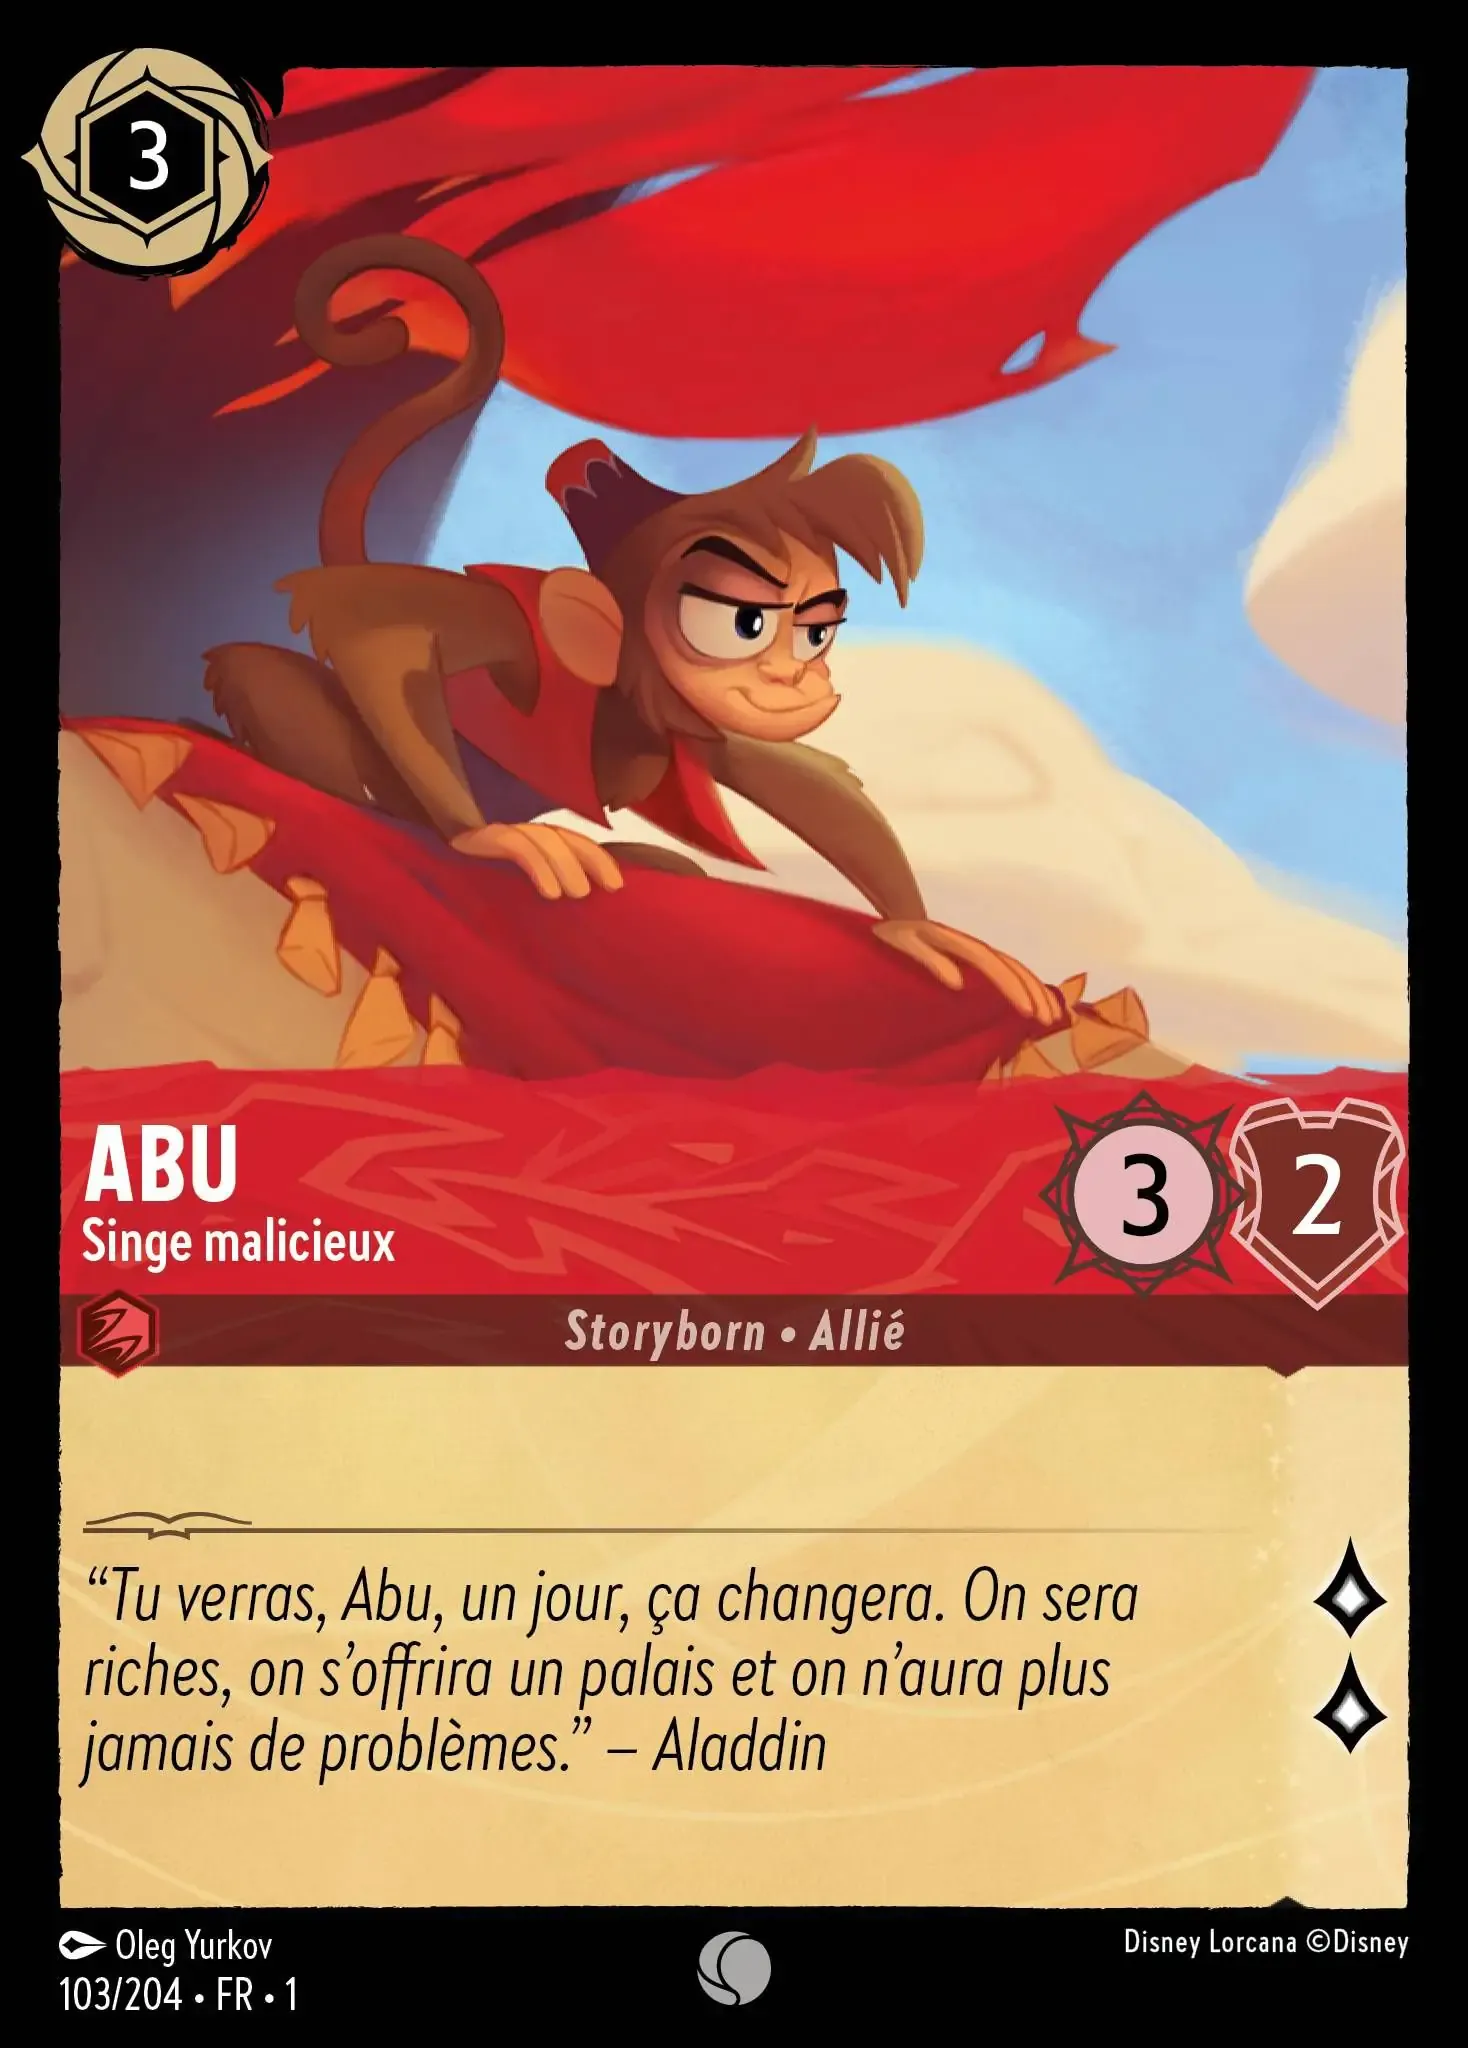 3
ABU
Singe malicieux
3
2
Storyborn • Allié
“Tu verras, Abu, un jour, ça changera. On sera
riches, on s’offrira un palais et on n’aura plus
jamais de problèmes.” – Aladdin
Oleg Yurkov
103/204 • FR • 1
Disney Lorcana ©Disney